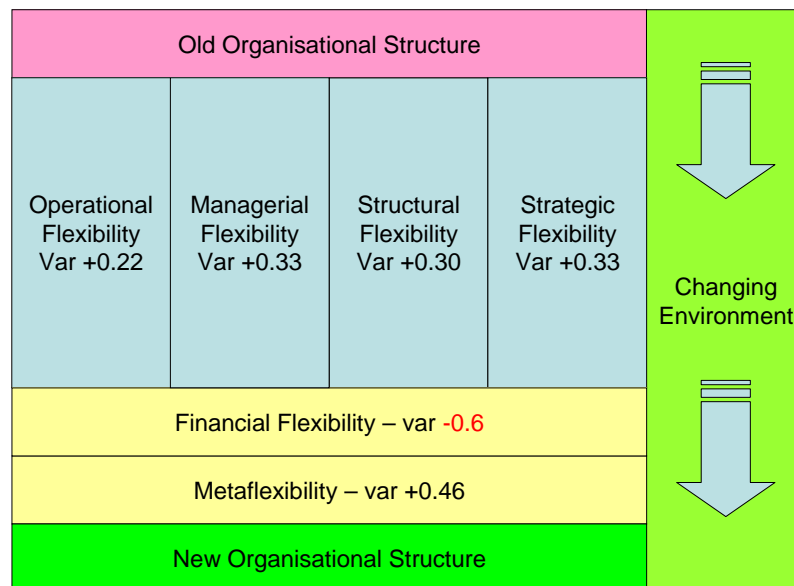 Old Organisational Structure
Operational
Flexibility
Var +0.22
Managerial
Flexibility
Var +0.33
Structural
Flexibility
Var +0.30
Strategic
Flexibility
Var +0.33
Changing
Environment
Financial Flexibility – var -0.6
Metaflexibility – var +0.46
New Organisational Structure